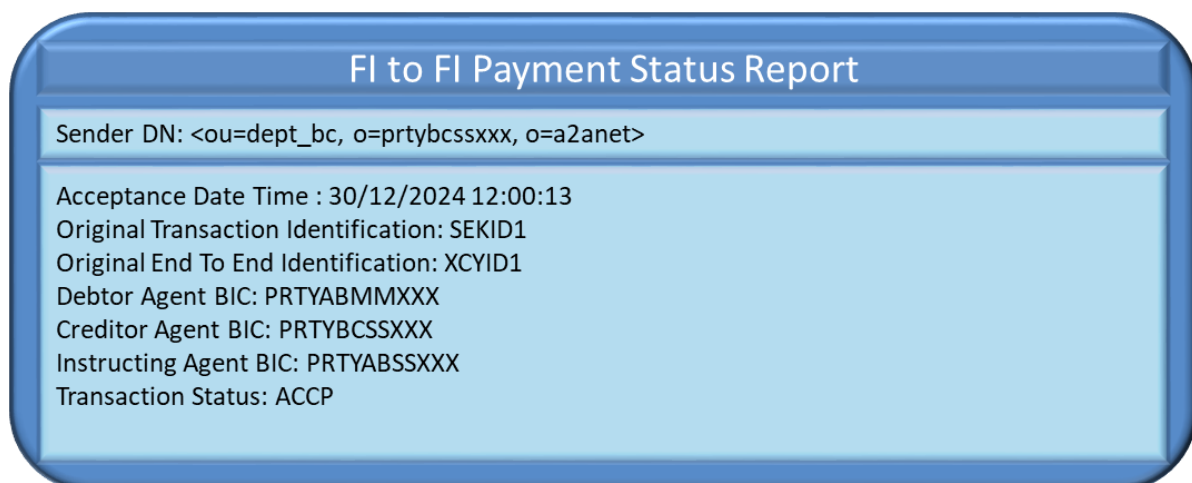 FI to FI Payment Status Report
Sender DN: <ou=dept_bc, o=prtybcssxxx, o=a2anet>
Acceptance Date Time : 30/12/2024 12:00:13
Original Transaction Identification: SEKID1
Original End To End Identification: XCYID1
Debtor Agent BIC: PRTYABMMXXX
Creditor Agent BIC: PRTYBCSSXXX
Instructing Agent BIC: PRTYABSSXXX
Transaction Status: ACCP